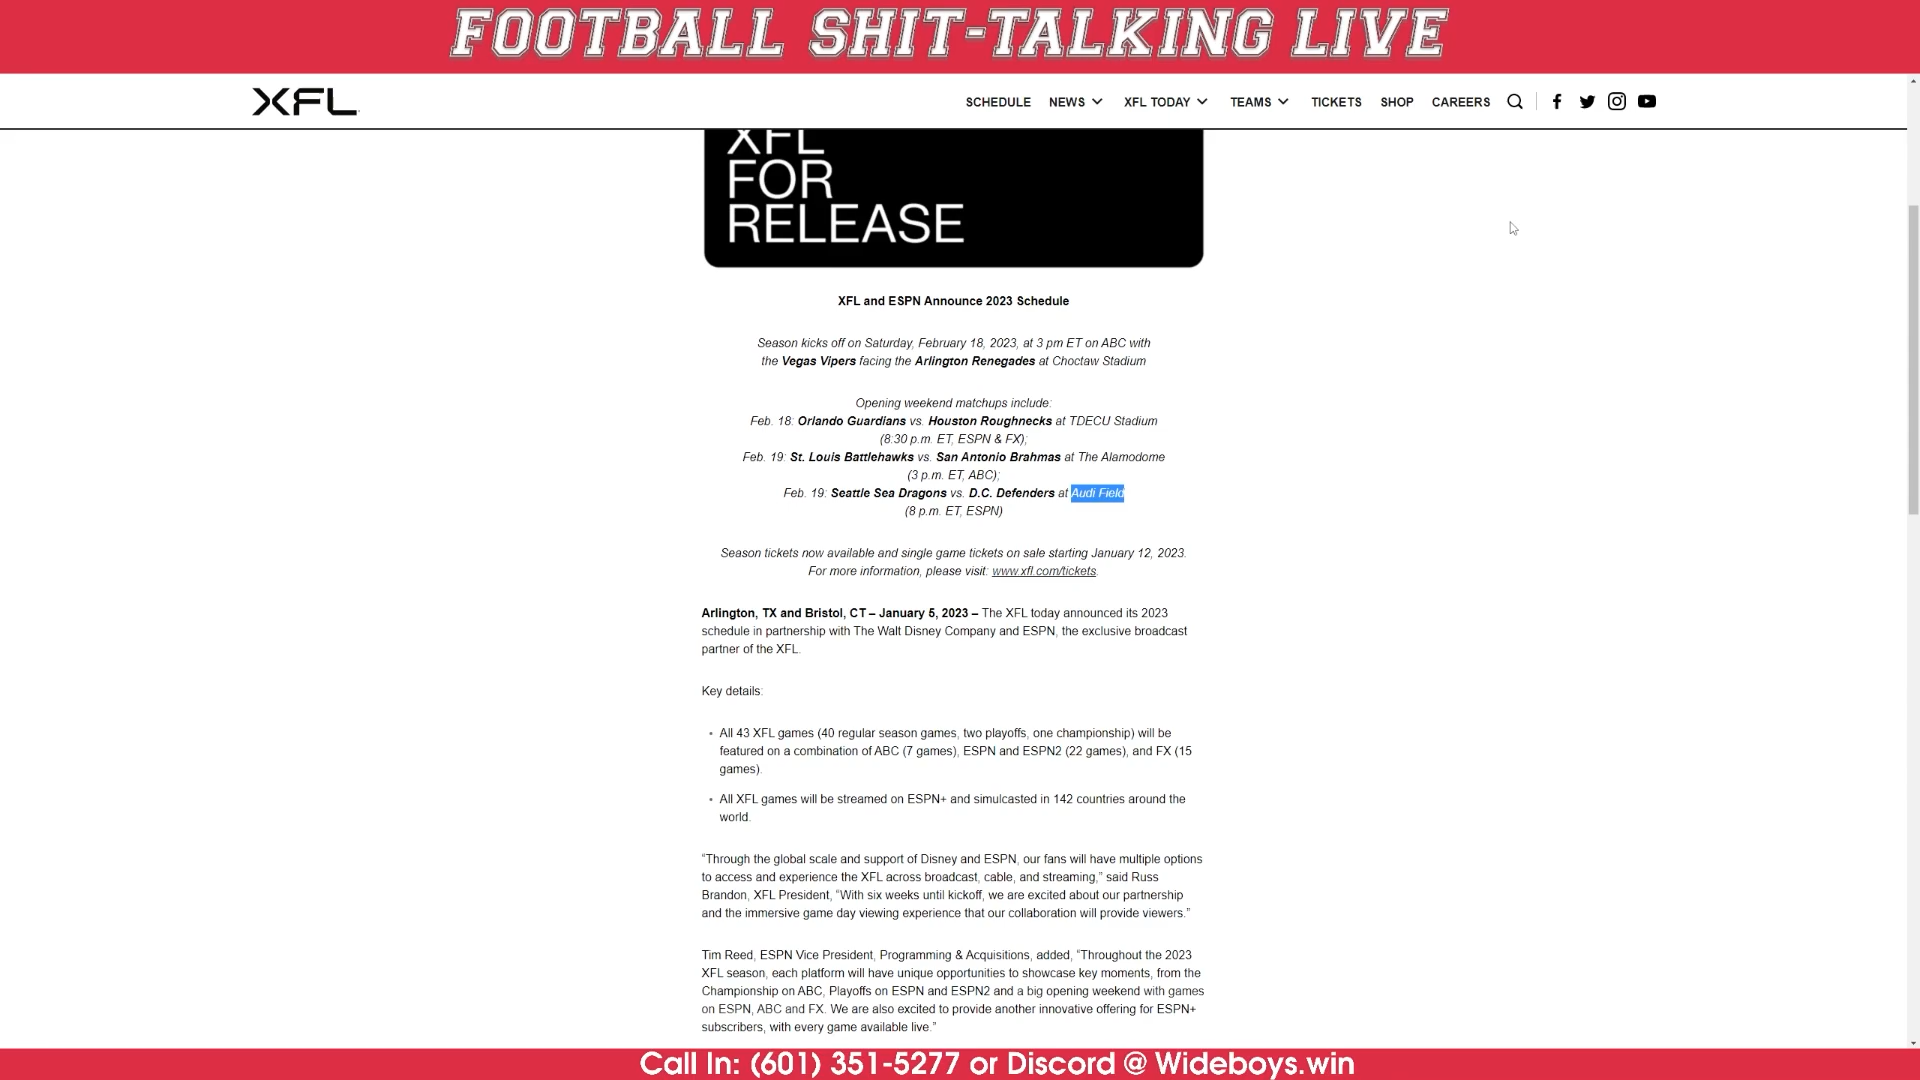 FOOTBALL SHIT-TALKING LIVE
XFL
SCHEDULE NEWS XFL TODAY TEAMS TICKETS SHOP CAREERS
XFL
FOR
RELEASE
XFL and ESPN Announce 2023 Schedule
Season kicks off on Saturday, February 18, 2023, at 3 pm ET on ABC with
the Vegas Vipers facing the Arlington Renegades at Choctaw Stadium
Opening weekend matchups include:
Feb. 18: Orlando Guardians vs. Houston Roughnecks at TDECU Stadium
(8:30 p.m. ET, ESPN & FX);
Feb. 19: St. Louis Battlehawks vs. San Antonio Brahmas at The Alamodome
(3 p.m. ET, ABC);
Feb. 19: Seattle Sea Dragons vs. D.C. Defenders at Audi Field
(8 p.m. ET, ESPN)
Season tickets now available and single game tickets on sale starting January 12, 2023.
For more information, please visit: www.xfl.com/tickets.
Arlington, TX and Bristol, CT – January 5, 2023 – The XFL today announced its 2023
schedule in partnership with The Walt Disney Company and ESPN, the exclusive broadcast
partner of the XFL.
Key details:
• All 43 XFL games (40 regular season games, two playoffs, one championship) will be
featured on a combination of ABC (7 games), ESPN and ESPN2 (22 games), and FX (15
games).
• All XFL games will be streamed on ESPN+ and simulcasted in 142 countries around the
world.
“Through the global scale and support of Disney and ESPN, our fans will have multiple options
to access and experience the XFL across broadcast, cable, and streaming,” said Russ
Brandon, XFL President, “With six weeks until kickoff, we are excited about our partnership
and the immersive game day viewing experience that our collaboration will provide viewers.”
Tim Reed, ESPN Vice President, Programming & Acquisitions, added, “Throughout the 2023
XFL season, each platform will have unique opportunities to showcase key moments, from the
Championship on ABC, Playoffs on ESPN and ESPN2 and a big opening weekend with games
on ESPN, ABC and FX. We are also excited to provide another innovative offering for ESPN+
subscribers, with every game available live.”
Call In: (601) 351-5277 or Discord @ Wideboys.win